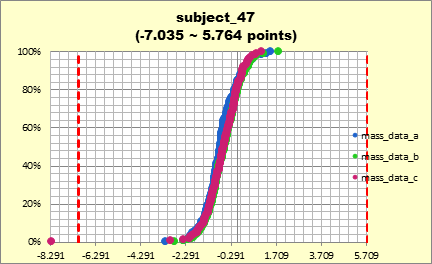 subject_47
(-7.035 ~ 5.764 points)
100%
80%
60%
40%
20%
0%
mass_data_a
mass_data_b
mass_data_c
-8.291 -6.291 -4.291 -2.291 -0.291 1.709 3.709 5.709